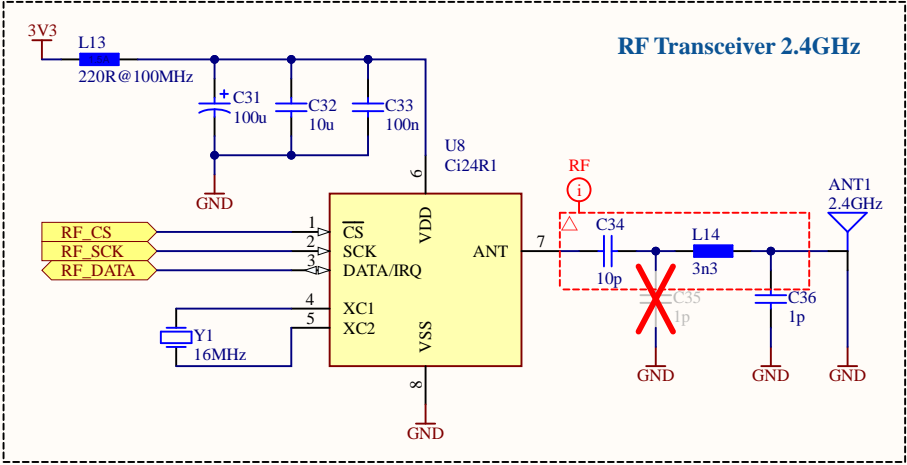 3V3
L13
220R@100MHz
RF Transceiver 2.4GHz
+
C31
100u
C32
10u
C33
100n
GND
U8
Ci24R1
6
VDD
RF_CS
1
CS
RF_SCK
2
SCK
RF_DATA
3
DATA/IRQ
4
XC1
5
XC2
Y1
16MHz
VSS
8
GND
ANT
7
RF
i
C34
10p
L14
3n3
C35
1p
C36
1p
ANT1
2.4GHz
GND
GND
GND